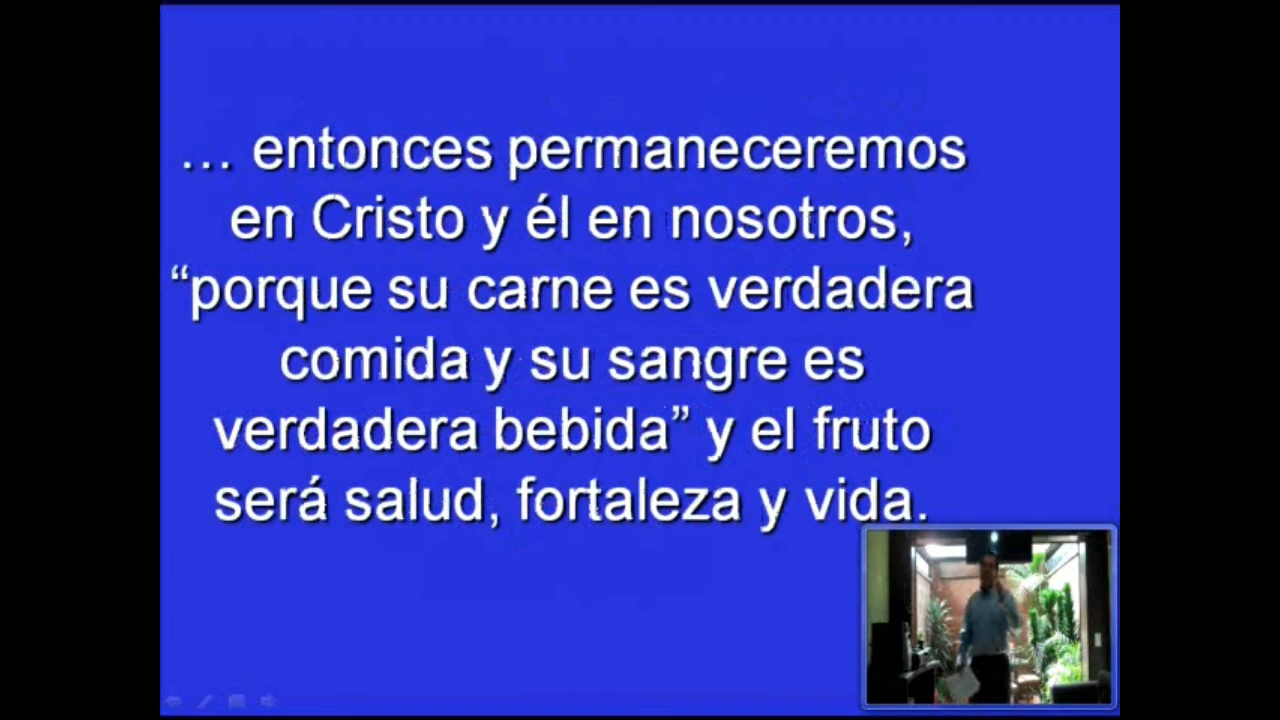 … entonces permaneceremos
en Cristo y él en nosotros,
“porque su carne es verdadera
comida y su sangre es
verdadera bebida” y el fruto
será salud, fortaleza y vida.